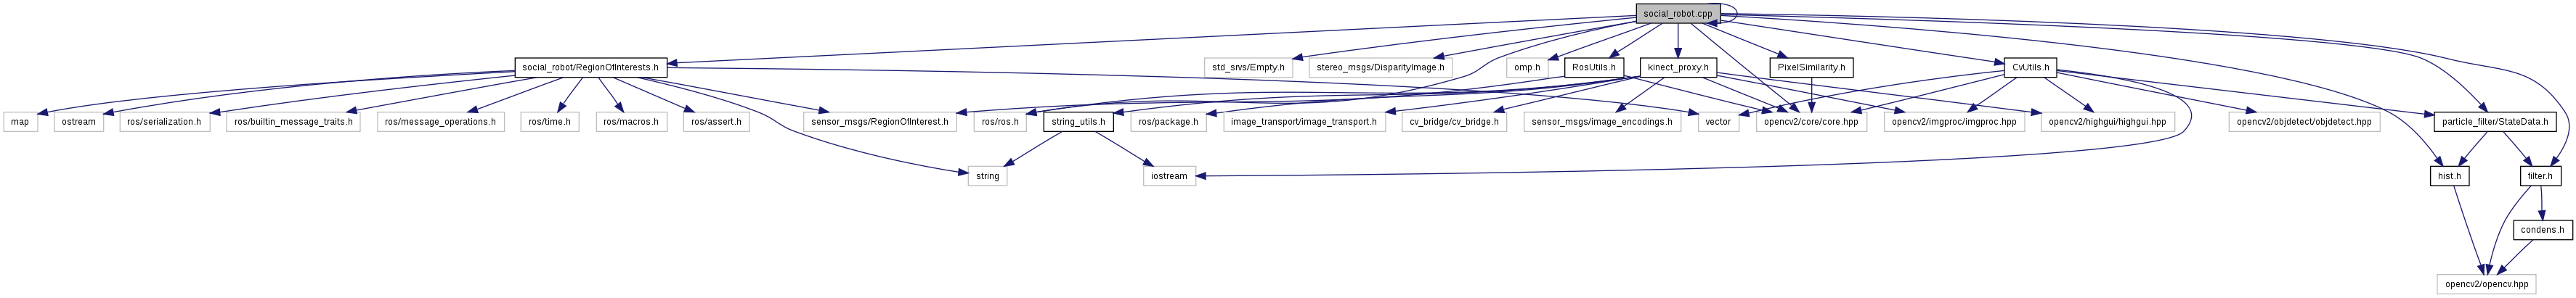 social_robot.cpp
social_robot/RegionOfInterests.h
std_srvs/Empty.h
stereo_msgs/DisparityImage.h
omp.h
RosUtils.h
kinect_proxy.h
PixelSimilarity.h
CvUtils.h
map
ostream
ros/serialization.h
ros/builtin_message_traits.h
ros/message_operations.h
ros/time.h
ros/macros.h
ros/assert.h
sensor_msgs/RegionOfInterest.h
ros/ros.h
string_utils.h
ros/package.h
image_transport/image_transport.h
cv_bridge/cv_bridge.h
sensor_msgs/image_encodings.h
vector
opencv2/core/core.hpp
opencv2/imgproc/imgproc.hpp
opencv2/highgui/highgui.hpp
opencv2/objdetect/objdetect.hpp
particle_filter/StateData.h
string
iostream
hist.h
filter.h
condens.h
opencv2/opencv.hpp